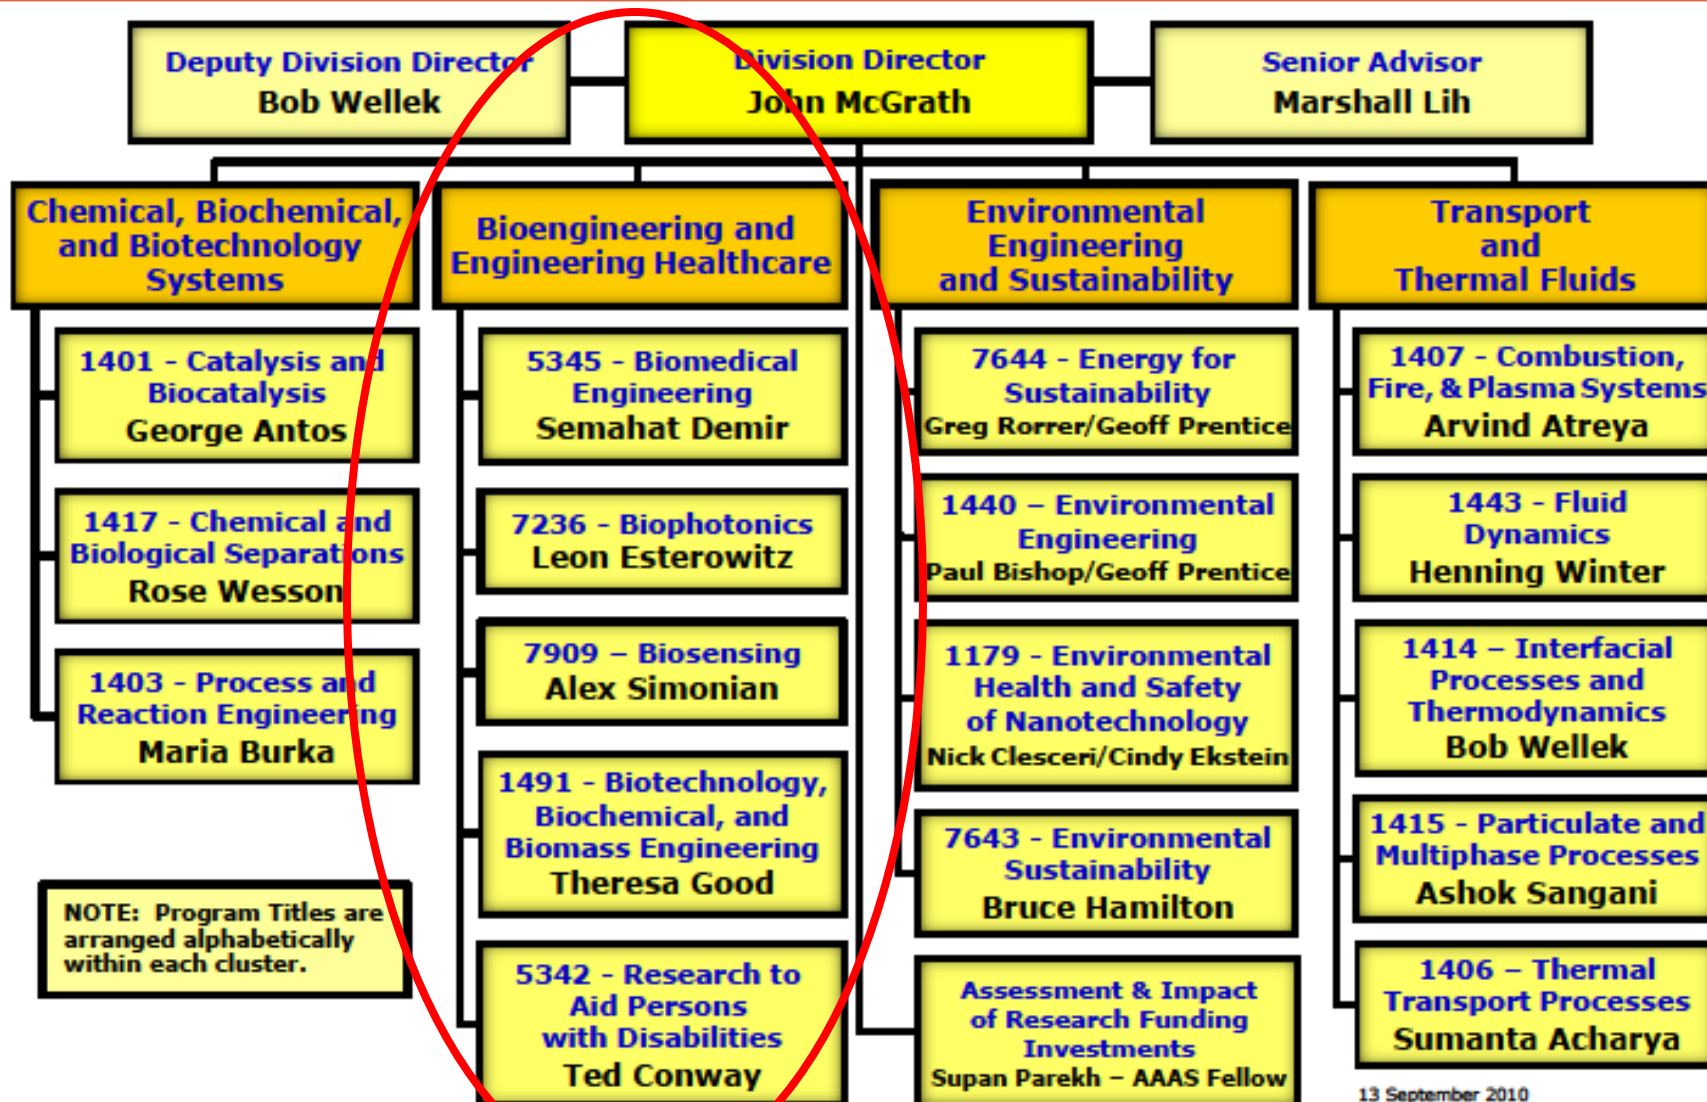 Deputy Division Director
Bob Wellek
Division Director
John McGrath
Senior Advisor
Marshall Lih
Chemical, Biochemical,
and Biotechnology
Systems
1401 - Catalysis and
Biocatalysis
George Antos
1417 - Chemical and
Biological Separations
Rose Wesson
1403 - Process and
Reaction Engineering
Maria Burka
NOTE: Program Titles are
arranged alphabetically
within each cluster.
Bioengineering and
Engineering Healthcare
5345 - Biomedical
Engineering
Semahat Demir
7236 - Biophotonics
Leon Esterowitz
7909 – Biosensing
Alex Simonian
1491 - Biotechnology,
Biochemical, and
Biomass Engineering
Theresa Good
5342 - Research to
Aid Persons
with Disabilities
Ted Conway
Environmental
Engineering
and Sustainability
7644 - Energy for
Sustainability
Greg Rorrer/Geoff Prentice
1440 – Environmental
Engineering
Paul Bishop/Geoff Prentice
1179 - Environmental
Health and Safety
of Nanotechnology
Nick Clesceri/Cindy Ekstein
7643 - Environmental
Sustainability
Bruce Hamilton
Assessment & Impact
of Research Funding
Investments
Supan Parekh – AAAS Fellow
Transport
and
Thermal Fluids
1407 - Combustion,
Fire, & Plasma Systems
Arvind Atreya
1443 - Fluid
Dynamics
Henning Winter
1414 – Interfacial
Processes and
Thermodynamics
Bob Wellek
1415 - Particulate and
Multiphase Processes
Ashok Sangani
1406 – Thermal
Transport Processes
Sumanta Acharya
13 September 2010